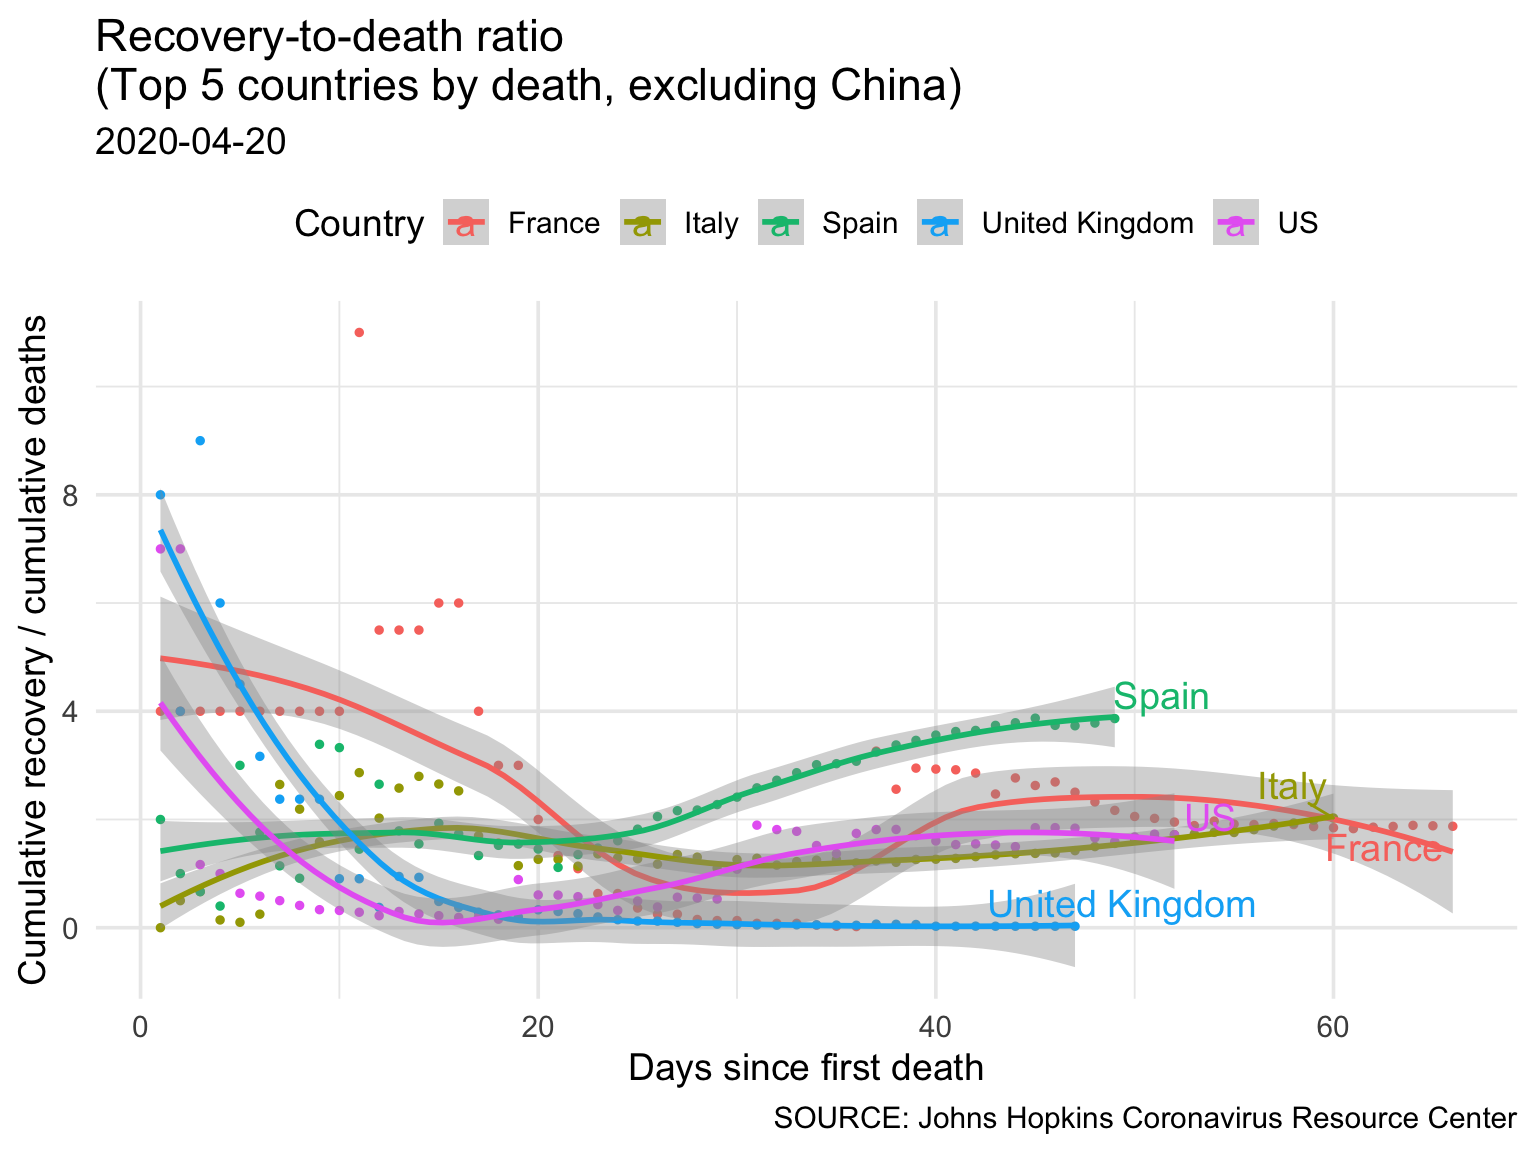 Recovery-to-death ratio
(Top 5 countries by death, excluding China)
2020-04-20
Country a France a Italy a Spain a United Kingdom a US
Cumulative recovery / cumulative deaths
8
4
0
Spain
Italy
US
France
United Kingdom
0 20 40 60
Days since first death
SOURCE: Johns Hopkins Coronavirus Resource Center